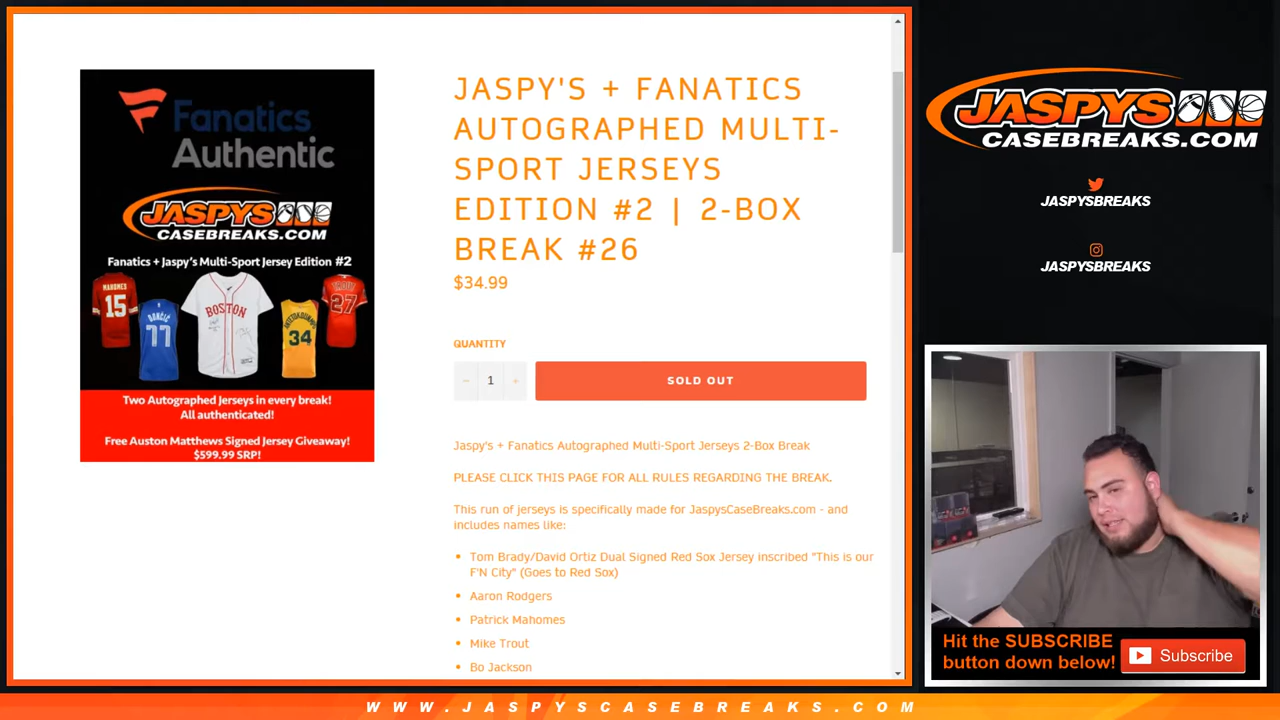 Fanatics
Authentic
JASPYS
CASEBREAKS.COM
Fanatics + Jaspy's Multi-Sport Jersey Edition #2
MAHOMES
15
77
BOSTON
34
TROUT
27
Two Autographed Jerseys in every break!
All authenticated!
Free Auston Matthews Signed Jersey Giveaway!
$599.99 SRP!
JASPY'S + FANATICS
AUTOGRAPHED MULTI-
SPORT JERSEYS
EDITION #2 | 2-BOX
BREAK #26
$34.99
QUANTITY
− 1 +
SOLD OUT
Jaspy's + Fanatics Autographed Multi-Sport Jerseys 2-Box Break
PLEASE CLICK THIS PAGE FOR ALL RULES REGARDING THE BREAK.
This run of jerseys is specifically made for JaspysCaseBreaks.com - and
includes names like:
• Tom Brady/David Ortiz Dual Signed Red Sox Jersey inscribed "This is our
F'N City" (Goes to Red Sox)
• Aaron Rodgers
• Patrick Mahomes
• Mike Trout
• Bo Jackson
JASPYS
CASEBREAKS.COM
JASPYSBREAKS
JASPYSBREAKS
Hit the SUBSCRIBE
button down below!
Subscribe
WWW.JASPYSCASEBREAKS.COM